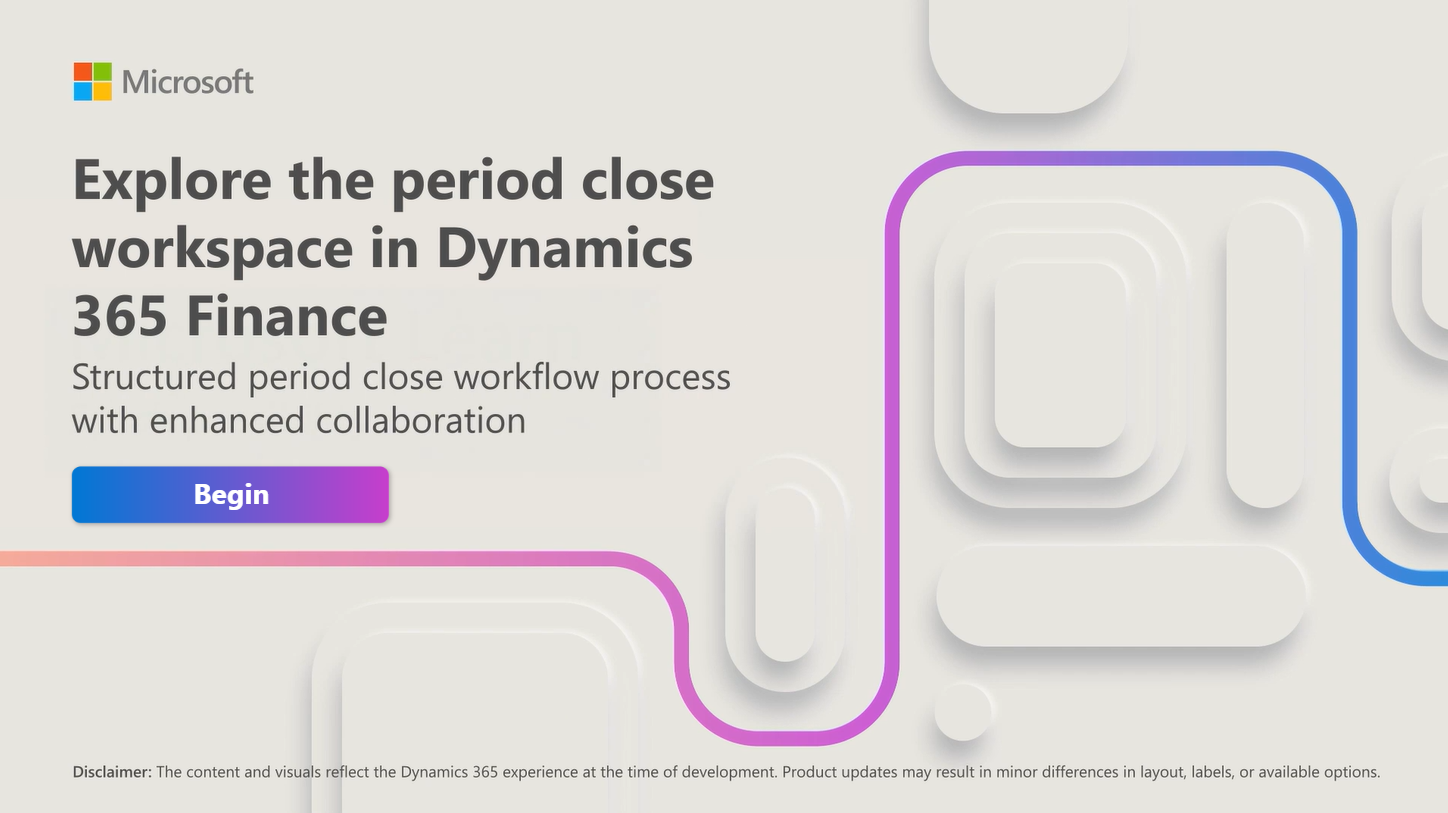 Microsoft
Explore the period close
workspace in Dynamics
365 Finance
Structured period close workflow process
with enhanced collaboration
Begin
Disclaimer: The content and visuals reflect the Dynamics 365 experience at the time of development. Product updates may result in minor differences in layout, labels, or available options.